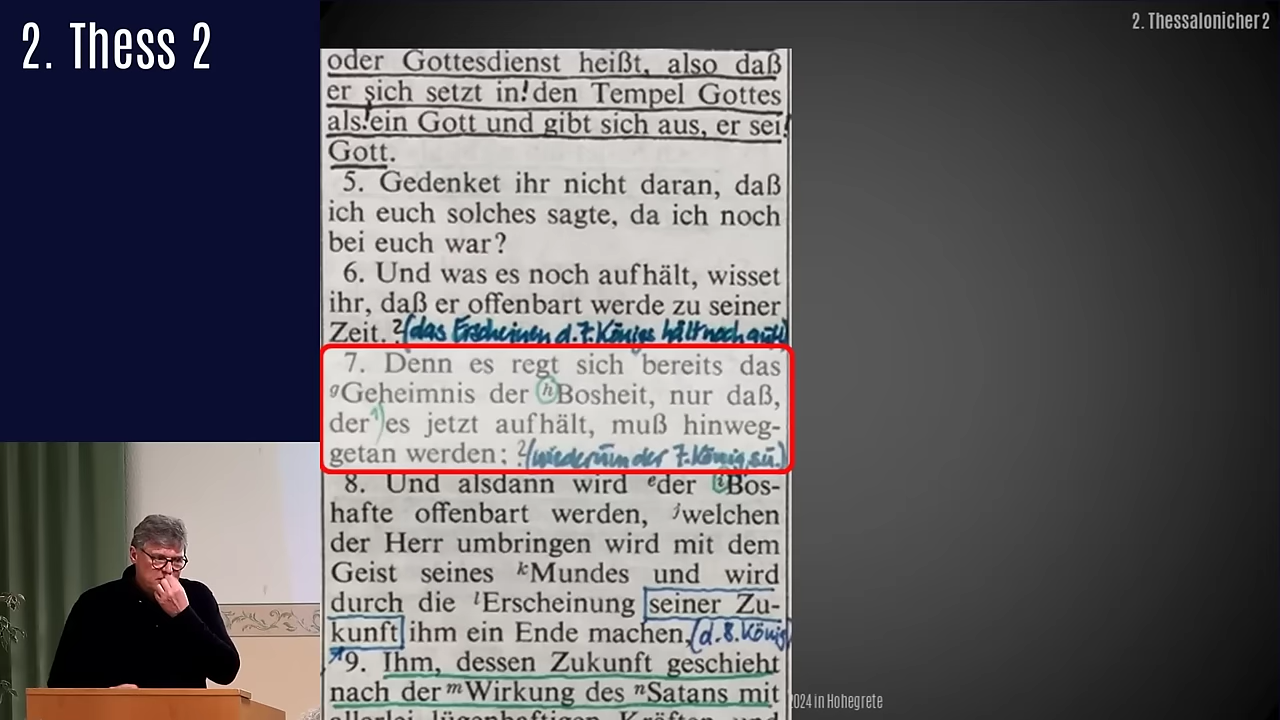 2. Thess 2
2. Thessalonicher 2
oder Gottesdienst heißt, also daß
er sich setzt in! den Tempel Gottes
als! ein Gott und gibt sich aus, er sei!
Gott.
5. Gedenket ihr nicht daran, daß
ich euch solches sagte, da ich noch
bei euch war?
6. Und was es noch aufhält, wisset
ihr, daß er offenbart werde zu seiner
Zeit. ?(das Erscheinen d. 7. Königs hält noch auf!)
7. Denn es regt sich bereits das
g Geheimnis der h Bosheit, nur daß,
der 1) es jetzt aufhält, muß hinweg-
getan werden: ?(wiederum der 7. König, su.)
8. Und alsdann wird e der i Bos-
hafte offenbart werden, j welchen
der Herr umbringen wird mit dem
Geist seines k Mundes und wird
durch die l Erscheinung seiner Zu-
kunft ihm ein Ende machen, (d. 8. König
9. Ihm, dessen Zukunft geschieht
nach der m Wirkung des n Satans mit
allerlei lügenhaftigen Kräften und
2024 in Hohegrete